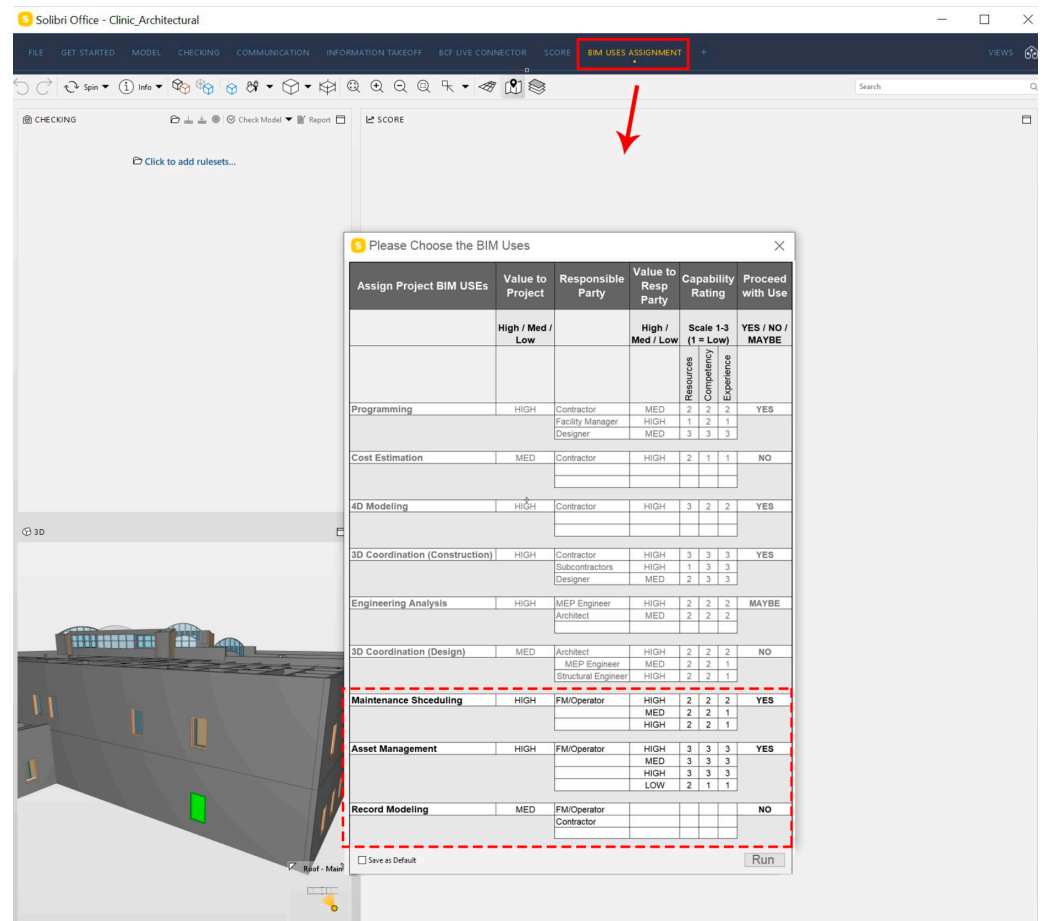 Solibri Office - Clinic_Architectural
FILE GET STARTED MODEL CHECKING COMMUNICATION INFORMATION TAKEOFF BCF LIVE CONNECTOR SCORE BIM USES ASSIGNMENT + VIEWS
Spin Info Search
CHECKING Check Model Report
SCORE
Click to add rulesets...
Please Choose the BIM Uses
Assign Project BIM USEs Value to Project Responsible Party Value to Resp Party Capability Rating Proceed with Use
High / Med / Low High / Med / Low Scale 1-3 (1 = Low) YES / NO / MAYBE
Resources Competency Experience
Programming HIGH Contractor MED 2 2 2 YES
Facility Manager HIGH 1 2 1
Designer MED 3 3 3
Cost Estimation MED Contractor HIGH 2 1 1 NO
4D Modeling HIGH Contractor HIGH 3 2 2 YES
3D
3D Coordination (Construction) HIGH Contractor HIGH 3 3 3 YES
Subcontractors HIGH 1 3 3
Designer MED 2 3 3
Engineering Analysis HIGH MEP Engineer HIGH 2 2 2 MAYBE
Architect MED 2 2 2
3D Coordination (Design) MED Architect HIGH 2 2 2 NO
MEP Engineer MED 2 2 1
Structural Engineer HIGH 2 2 1
Maintenance Shceduling HIGH FM/Operator HIGH 2 2 2 YES
MED 2 2 1
HIGH 2 2 1
Asset Management HIGH FM/Operator HIGH 3 3 3 YES
MED 3 3 3
HIGH 3 3 3
LOW 2 1 1
Record Modeling MED FM/Operator NO
Contractor
Save as Default Run
Roof - Main